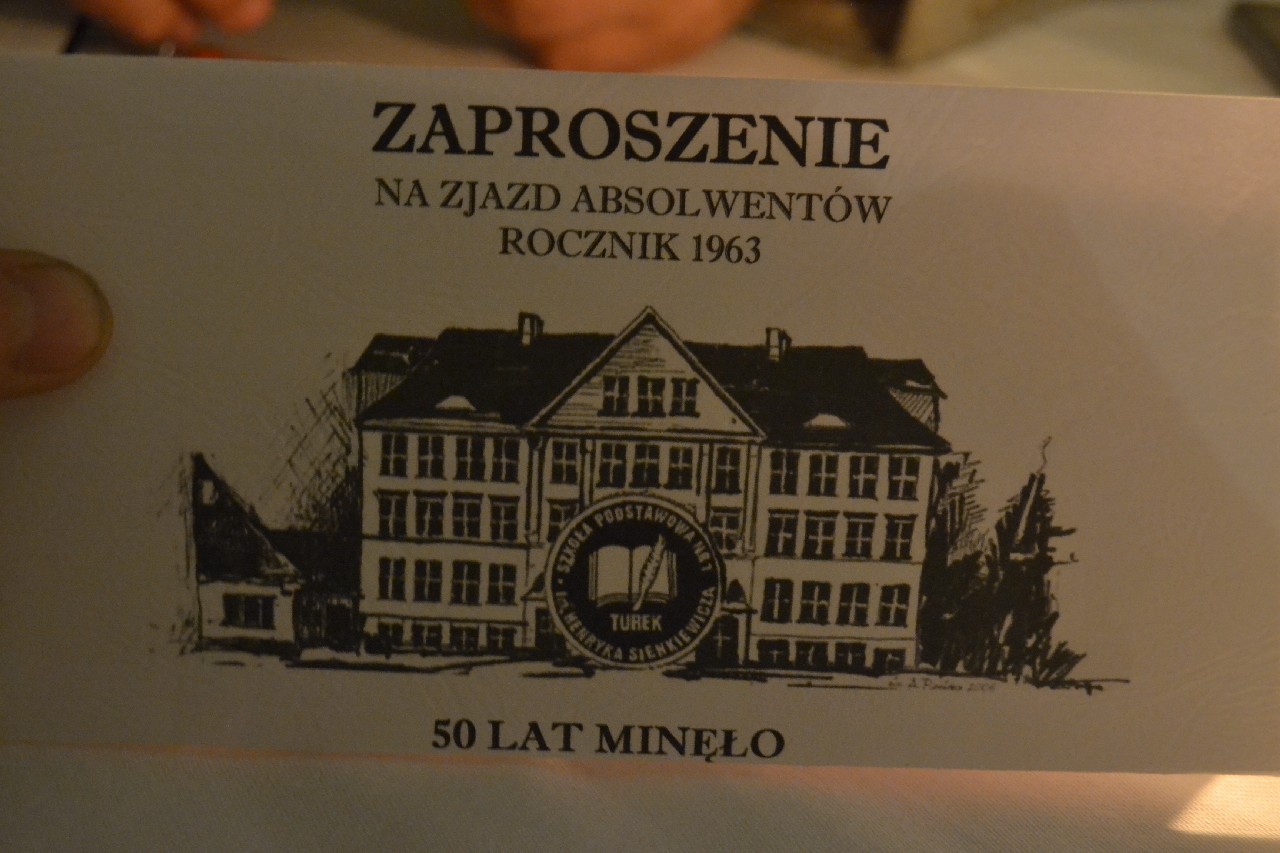 ZAPROSZENIE
NA ZJAZD ABSOLWENTÓW
ROCZNIK 1963
· SZKOŁA PODSTAWOWA NR 1 ·
IM. HENRYKA SIENKIEWICZA
TUREK
50 LAT MINĘŁO